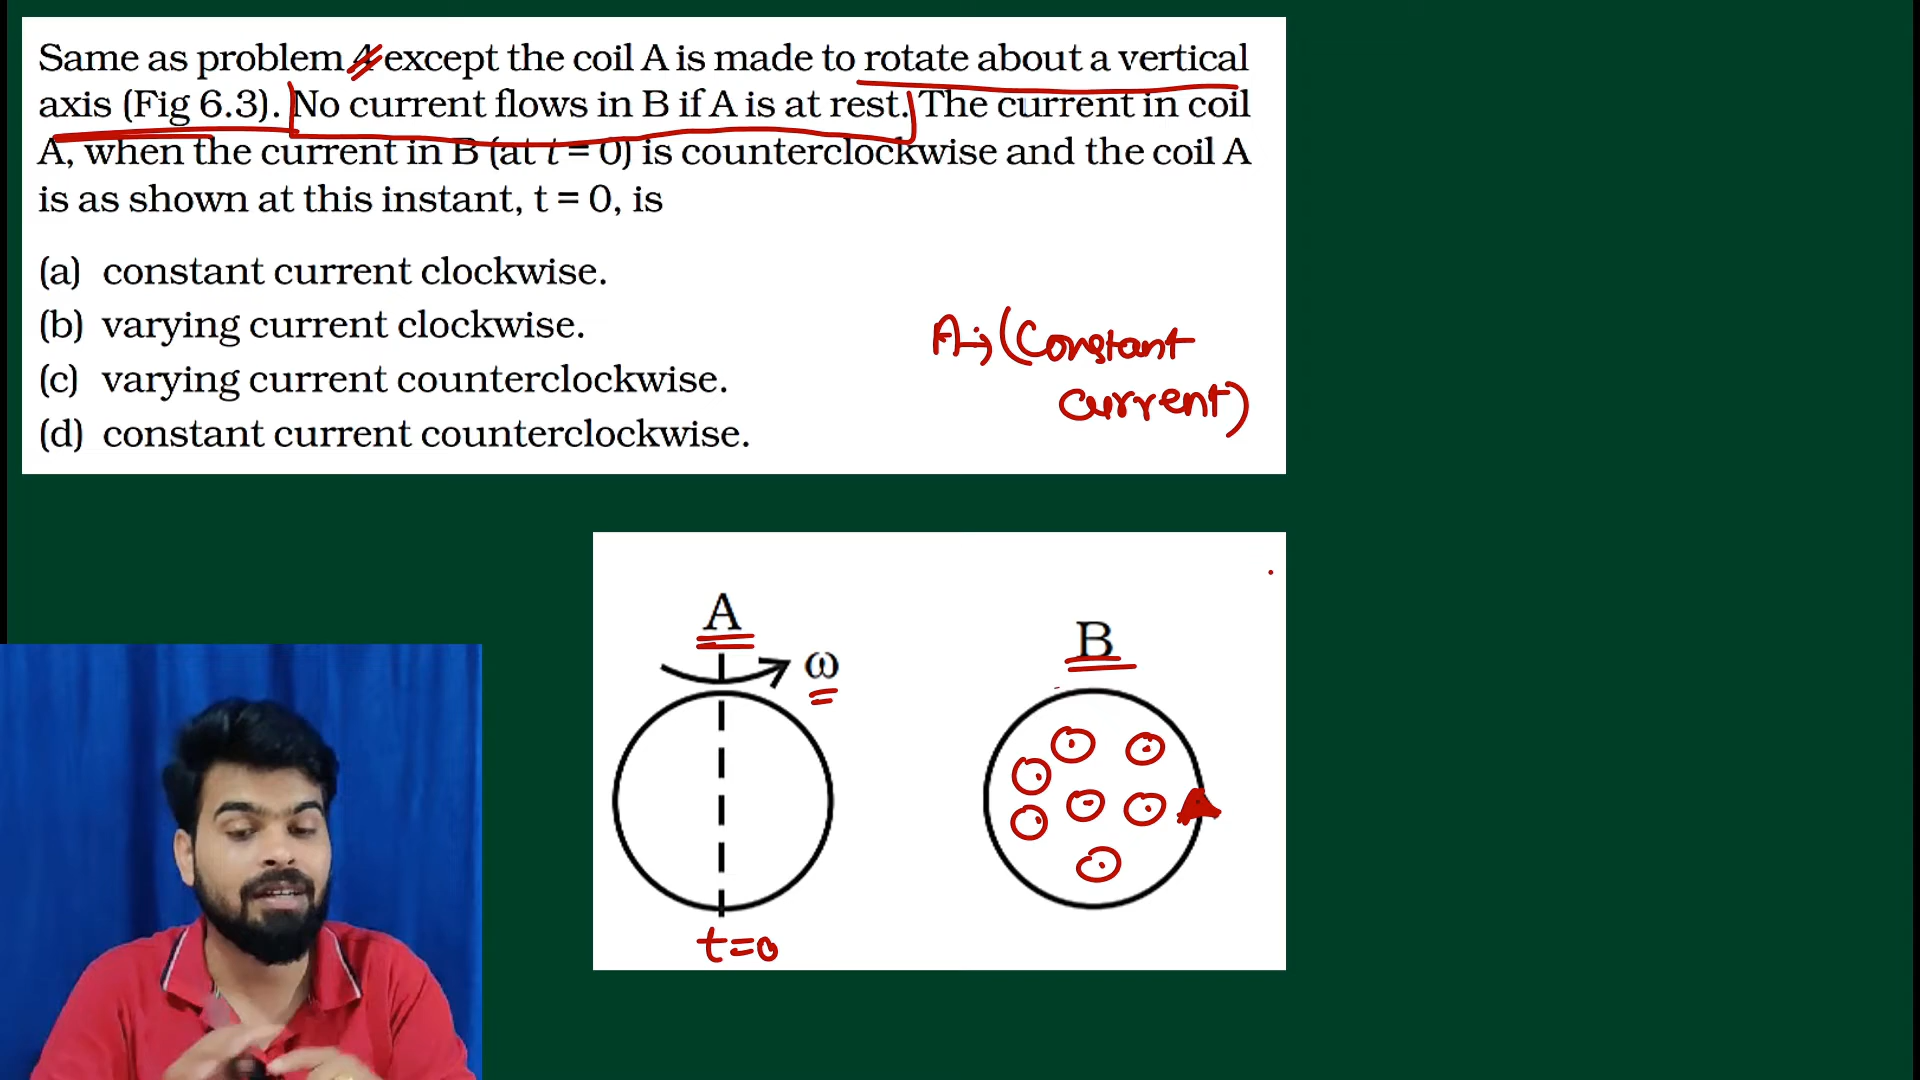 Same as problem 4 except the coil A is made to rotate about a vertical
axis (Fig 6.3). No current flows in B if A is at rest. The current in coil
A, when the current in B (at t = 0) is counterclockwise and the coil A
is as shown at this instant, t = 0, is
(a) constant current clockwise.
(b) varying current clockwise.
(c) varying current counterclockwise.
(d) constant current counterclockwise.
A→(Constant
current)
A
ω
B
t=0